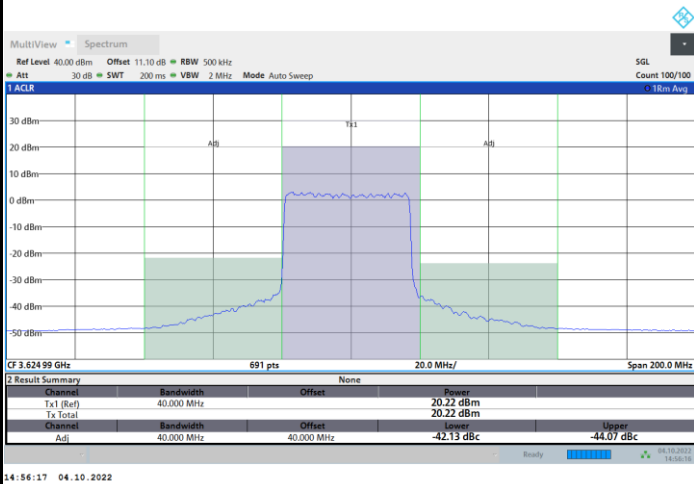 MultiView Spectrum
Ref Level 40.00 dBm Offset 11.10 dB RBW 500 kHz SGL
Att 30 dB SWT 200 ms VBW 2 MHz Mode Auto Sweep Count 100/100
1 ACLR 1Rm Avg
30 dBm
Tx1
20 dBm
Adj Adj
10 dBm
0 dBm
-10 dBm
-20 dBm
-30 dBm
-40 dBm
-50 dBm
CF 3.624 99 GHz 691 pts 20.0 MHz/ Span 200.0 MHz
2 Result Summary None
Channel Bandwidth Offset Power
Tx1 (Ref) 40.000 MHz 20.22 dBm
Tx Total 20.22 dBm
Channel Bandwidth Offset Lower Upper
Adj 40.000 MHz 40.000 MHz -42.13 dBc -44.07 dBc
Ready 04.10.2022
14:56:16
14:56:17 04.10.2022